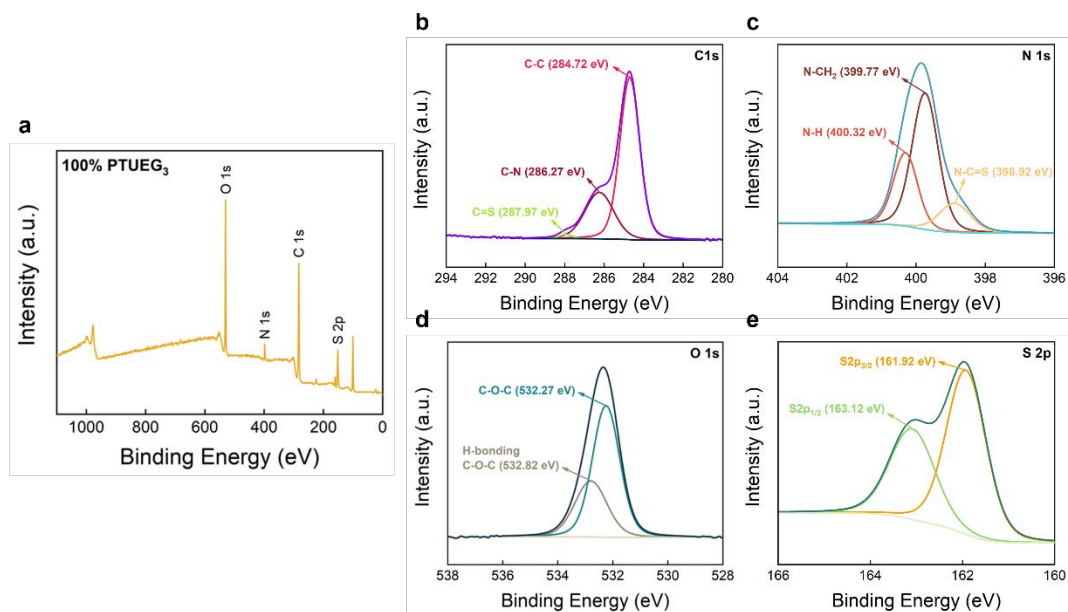 a
100% PTUEG₃
O 1s
N 1s
C 1s
S 2p
Intensity (a.u.)
1000 800 600 400 200 0
Binding Energy (eV)
b
C1s
C-C (284.72 eV)
C-N (286.27 eV)
C=S (287.97 eV)
Intensity (a.u.)
294 292 290 288 286 284 282 280
Binding Energy (eV)
c
N 1s
N-CH₂ (399.77 eV)
N-H (400.32 eV)
N-C=S (398.92 eV)
Intensity (a.u.)
404 402 400 398 396
Binding Energy (eV)
d
O 1s
C-O-C (532.27 eV)
H-bonding
C-O-C (532.82 eV)
Intensity (a.u.)
538 536 534 532 530 528
Binding Energy (eV)
e
S 2p
S2p₃/₂ (161.92 eV)
S2p₁/₂ (163.12 eV)
Intensity (a.u.)
166 164 162 160
Binding Energy (eV)